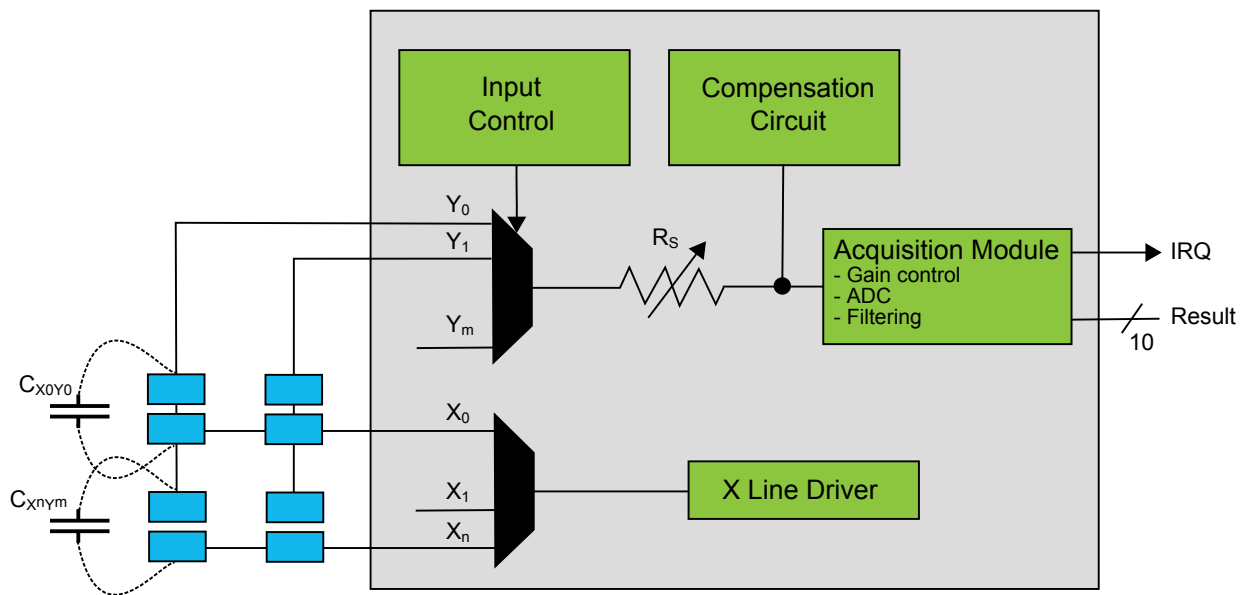 Input
Control
Compensation
Circuit
Y0
Y1
RS
Acquisition Module
- Gain control
- ADC
- Filtering
IRQ
Result
10
Ym
CX0Y0
X0
CXnYm
X1
Xn
X Line Driver